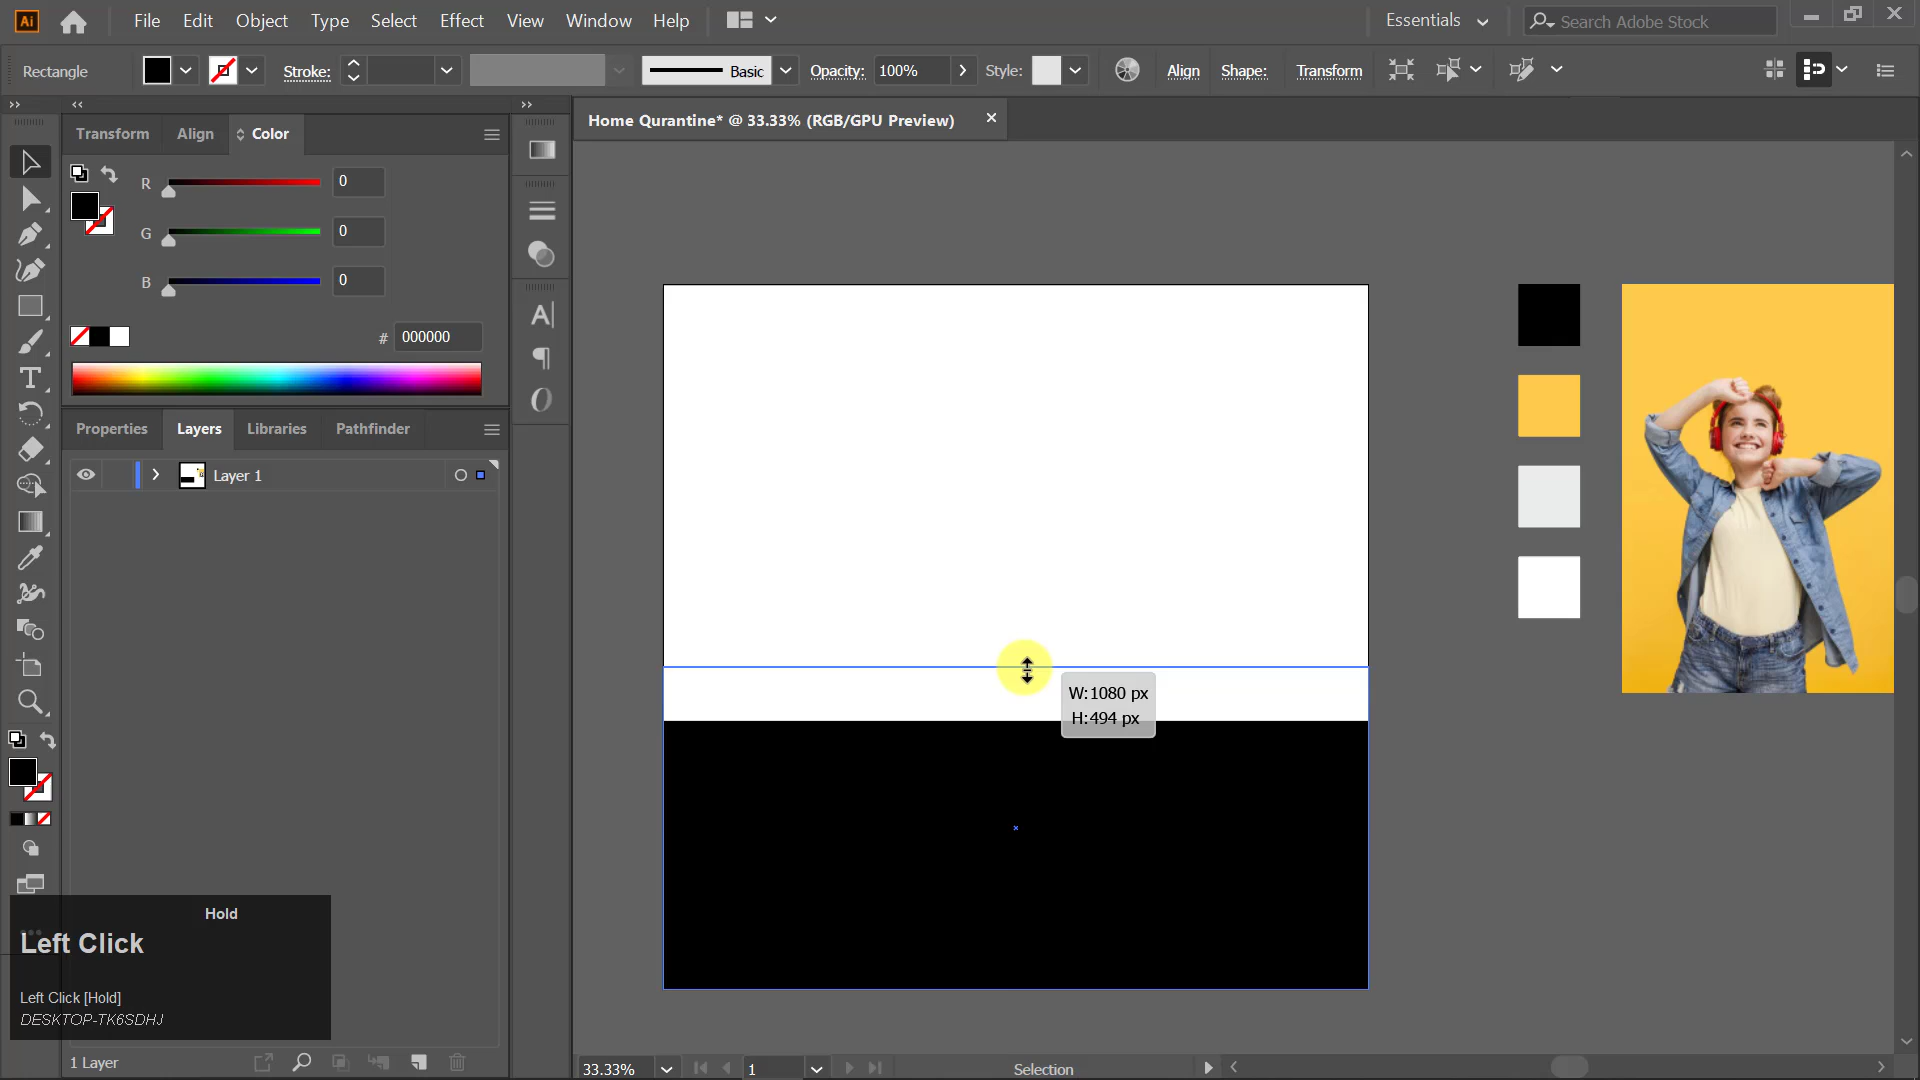 Ai File Edit Object Type Select Effect View Window Help Essentials Search Adobe Stock
Rectangle Stroke: Basic Opacity: 100% Style: Align Shape: Transform
Transform Align Color
Home Qurantine* @ 33.33% (RGB/GPU Preview)
R 0
G 0
B 0
# 000000
Properties Layers Libraries Pathfinder
Layer 1
W:1080 px
H:494 px
Hold
Left Click
Left Click [Hold]
DESKTOP-TK6SDHJ
1 Layer
33.33% 1 Selection